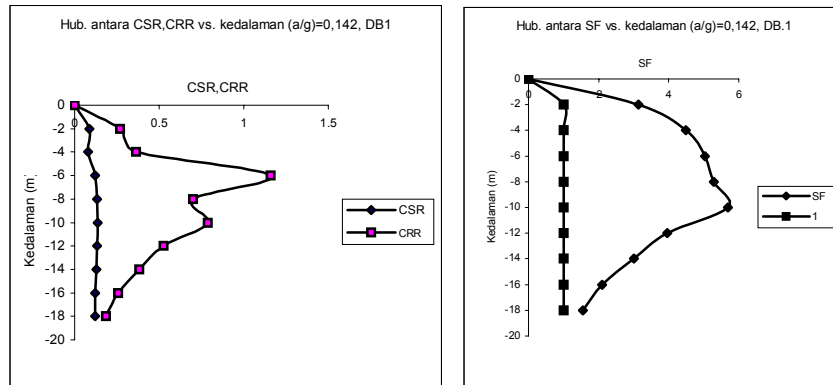 Hub. antara CSR,CRR vs. kedalaman (a/g)=0,142, DB1
CSR,CRR
0 0.5 1 1.5
0
-2
-4
-6
-8
-10
-12
-14
-16
-18
-20
Kedalaman (m)
CSR
CRR
Hub. antara SF vs. kedalaman (a/g)=0,142, DB.1
SF
0 2 4 6
0
-2
-4
-6
-8
-10
-12
-14
-16
-18
-20
Kedalaman (m)
SF
1